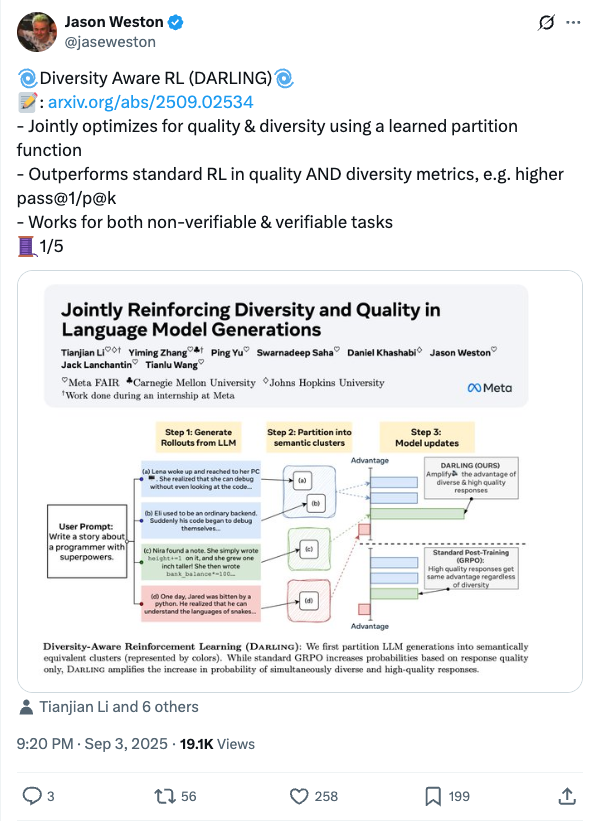 Jason Weston
@jaseweston
🌀Diversity Aware RL (DARLING)🌀
📝: arxiv.org/abs/2509.02534
- Jointly optimizes for quality & diversity using a learned partition
function
- Outperforms standard RL in quality AND diversity metrics, e.g. higher
pass@1/p@k
- Works for both non-verifiable & verifiable tasks
🧵1/5
Jointly Reinforcing Diversity and Quality in
Language Model Generations
Tianjian Li♡◇† Yiming Zhang♡♣† Ping Yu♡ Swarnadeep Saha♡ Daniel Khashabi◇ Jason Weston♡
Jack Lanchantin♡ Tianlu Wang♡
♡Meta FAIR ♣Carnegie Mellon University ◇Johns Hopkins University
†Work done during an internship at Meta
Meta
Step 1: Generate
Rollouts from LLM
Step 2: Partition into
semantic clusters
Step 3:
Model updates
User Prompt:
Write a story about
a programmer with
superpowers.
(a) Lena woke up and reached to her PC
. She realized that she can debug
without even looking at the code...
(b) Eli used to be an ordinary backend.
Suddenly his code began to debug
themselves...
(c) Nira found a note. She simply wrote
height+=1 on it, and she grew one
inch taller! She then wrote
bank_balance*=100...
(d) One day, Jared was bitten by a
python. He realized that he can
understand the languages of snakes...
(a)
(b)
(c)
(d)
Advantage
DARLING (OURS)
Amplify the advantage of
diverse & high quality
responses
Standard Post-Training
(GRPO):
High quality responses get
same advantage regardless
of diversity
Advantage
Diversity-Aware Reinforcement Learning (DARLING): We first partition LLM generations into semantically
equivalent clusters (represented by colors). While standard GRPO increases probabilities based on response quality
only, DARLING amplifies the increase in probability of simultaneously diverse and high-quality responses.
Tianjian Li and 6 others
9:20 PM · Sep 3, 2025 · 19.1K Views
3 56 258 199